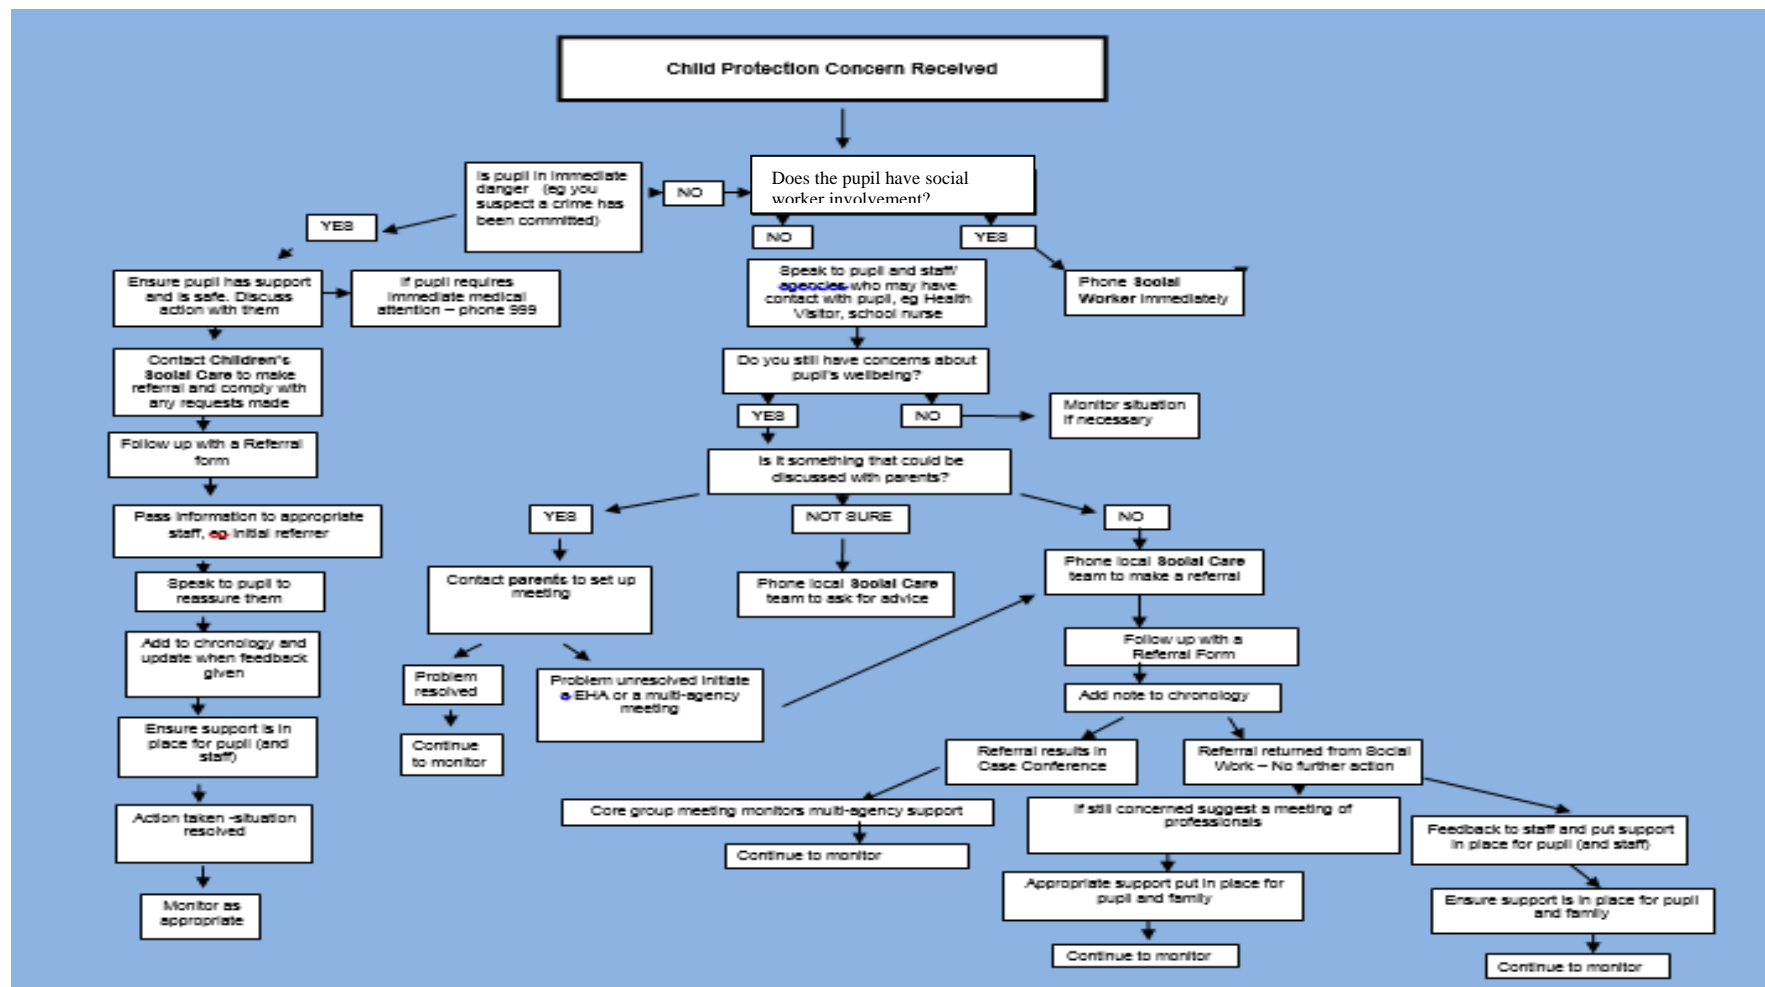 Child Protection Concern Received
Is pupil in immediate
danger (eg you
suspect a crime has
been committed)
NO
Does the pupil have social
worker involvement?
YES
NO
YES
Ensure pupil has support
and is safe. Discuss
action with them
If pupil requires
immediate medical
attention – phone 999
Speak to pupil and staff/
agencies who may have
contact with pupil, eg Health
Visitor, school nurse
Phone Social
Worker immediately
Contact Children's
Social Care to make
referral and comply with
any requests made
Do you still have concerns about
pupil's wellbeing?
YES
NO
Monitor situation
if necessary
Follow up with a Referral
form
Is it something that could be
discussed with parents?
Pass information to appropriate
staff, eg initial referrer
YES
NOT SURE
NO
Speak to pupil to
reassure them
Contact parents to set up
meeting
Phone local Social Care
team to ask for advice
Phone local Social Care
team to make a referral
Add to chronology and
update when feedback
given
Follow up with a
Referral Form
Problem
resolved
Problem unresolved initiate
a EHA or a multi-agency
meeting
Add note to chronology
Ensure support is in
place for pupil (and
staff)
Continue
to monitor
Referral results in
Case Conference
Referral returned from Social
Work – No further action
Action taken -situation
resolved
Core group meeting monitors multi-agency support
If still concerned suggest a meeting of
professionals
Feedback to staff and put support
in place for pupil (and staff)
Continue to monitor
Appropriate support put in place for
pupil and family
Monitor as
appropriate
Ensure support is in place for pupil
and family
Continue to monitor
Continue to monitor